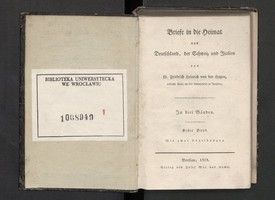 BIBLIOTEKA UNIWERSYTECKA
WE WROCŁAWIU
1068949
Briefe in die Heimat
aus
Deutschland, der Schweiz und Italien
von
D. Friedrich Heinrich von der Hagen,
In drei Bänden.
Erster Band.
Mit zwei Abbildungen
Breslau, 1818.